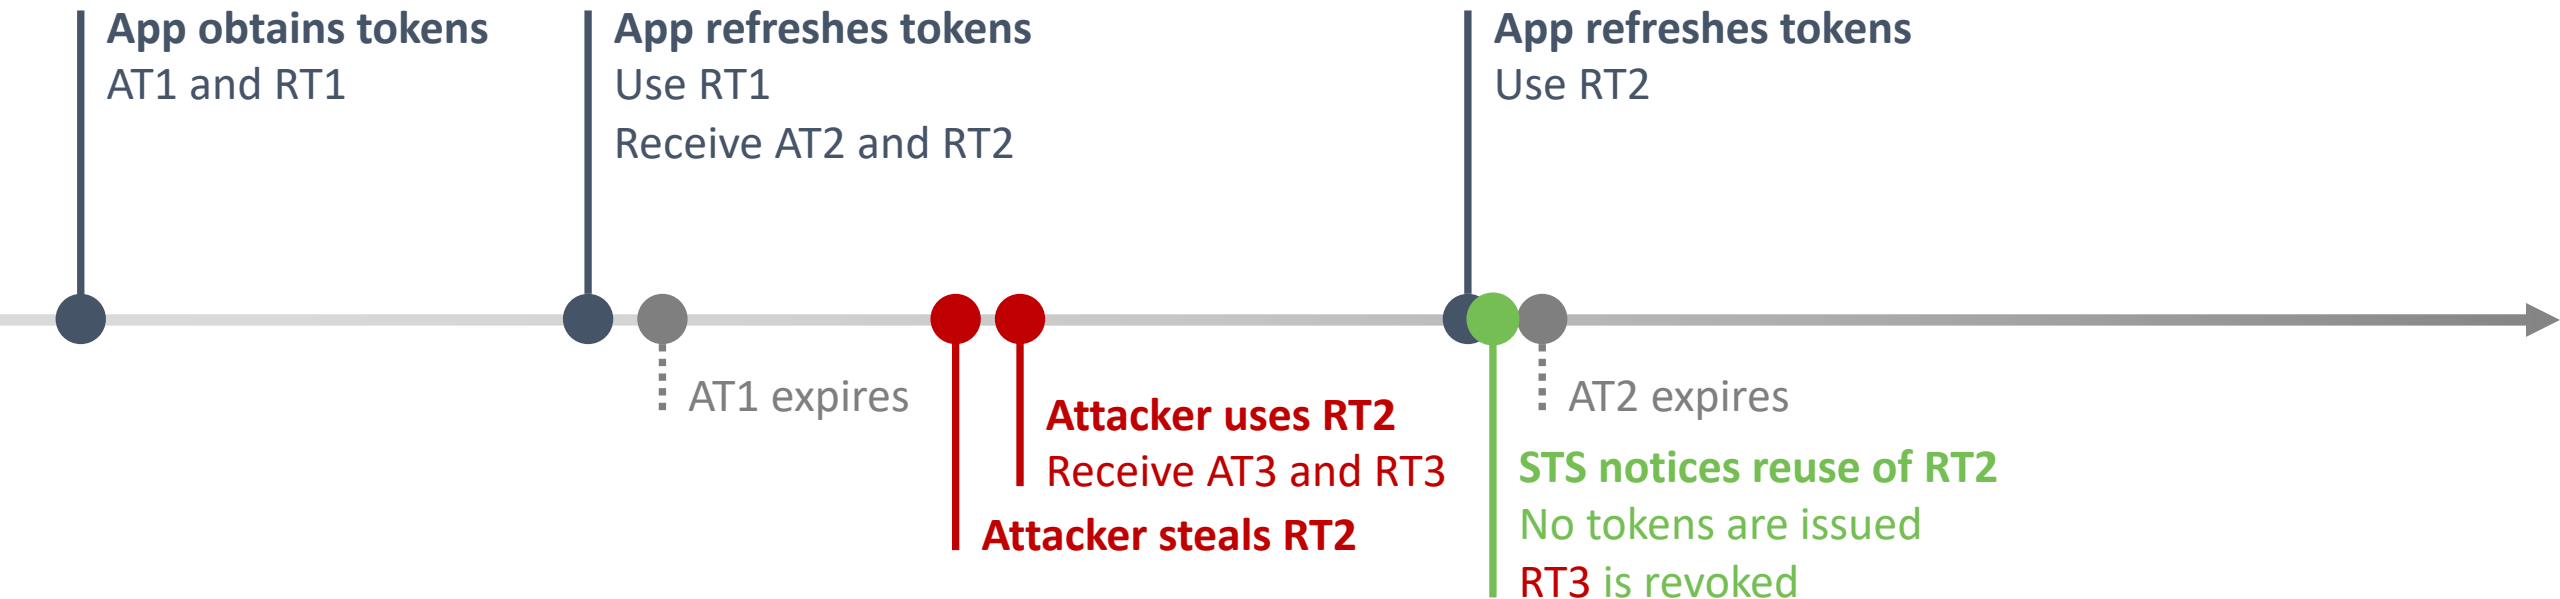 App obtains tokens
AT1 and RT1
App refreshes tokens
Use RT1
Receive AT2 and RT2
App refreshes tokens
Use RT2
AT1 expires
Attacker uses RT2
Receive AT3 and RT3
Attacker steals RT2
AT2 expires
STS notices reuse of RT2
No tokens are issued
RT3 is revoked